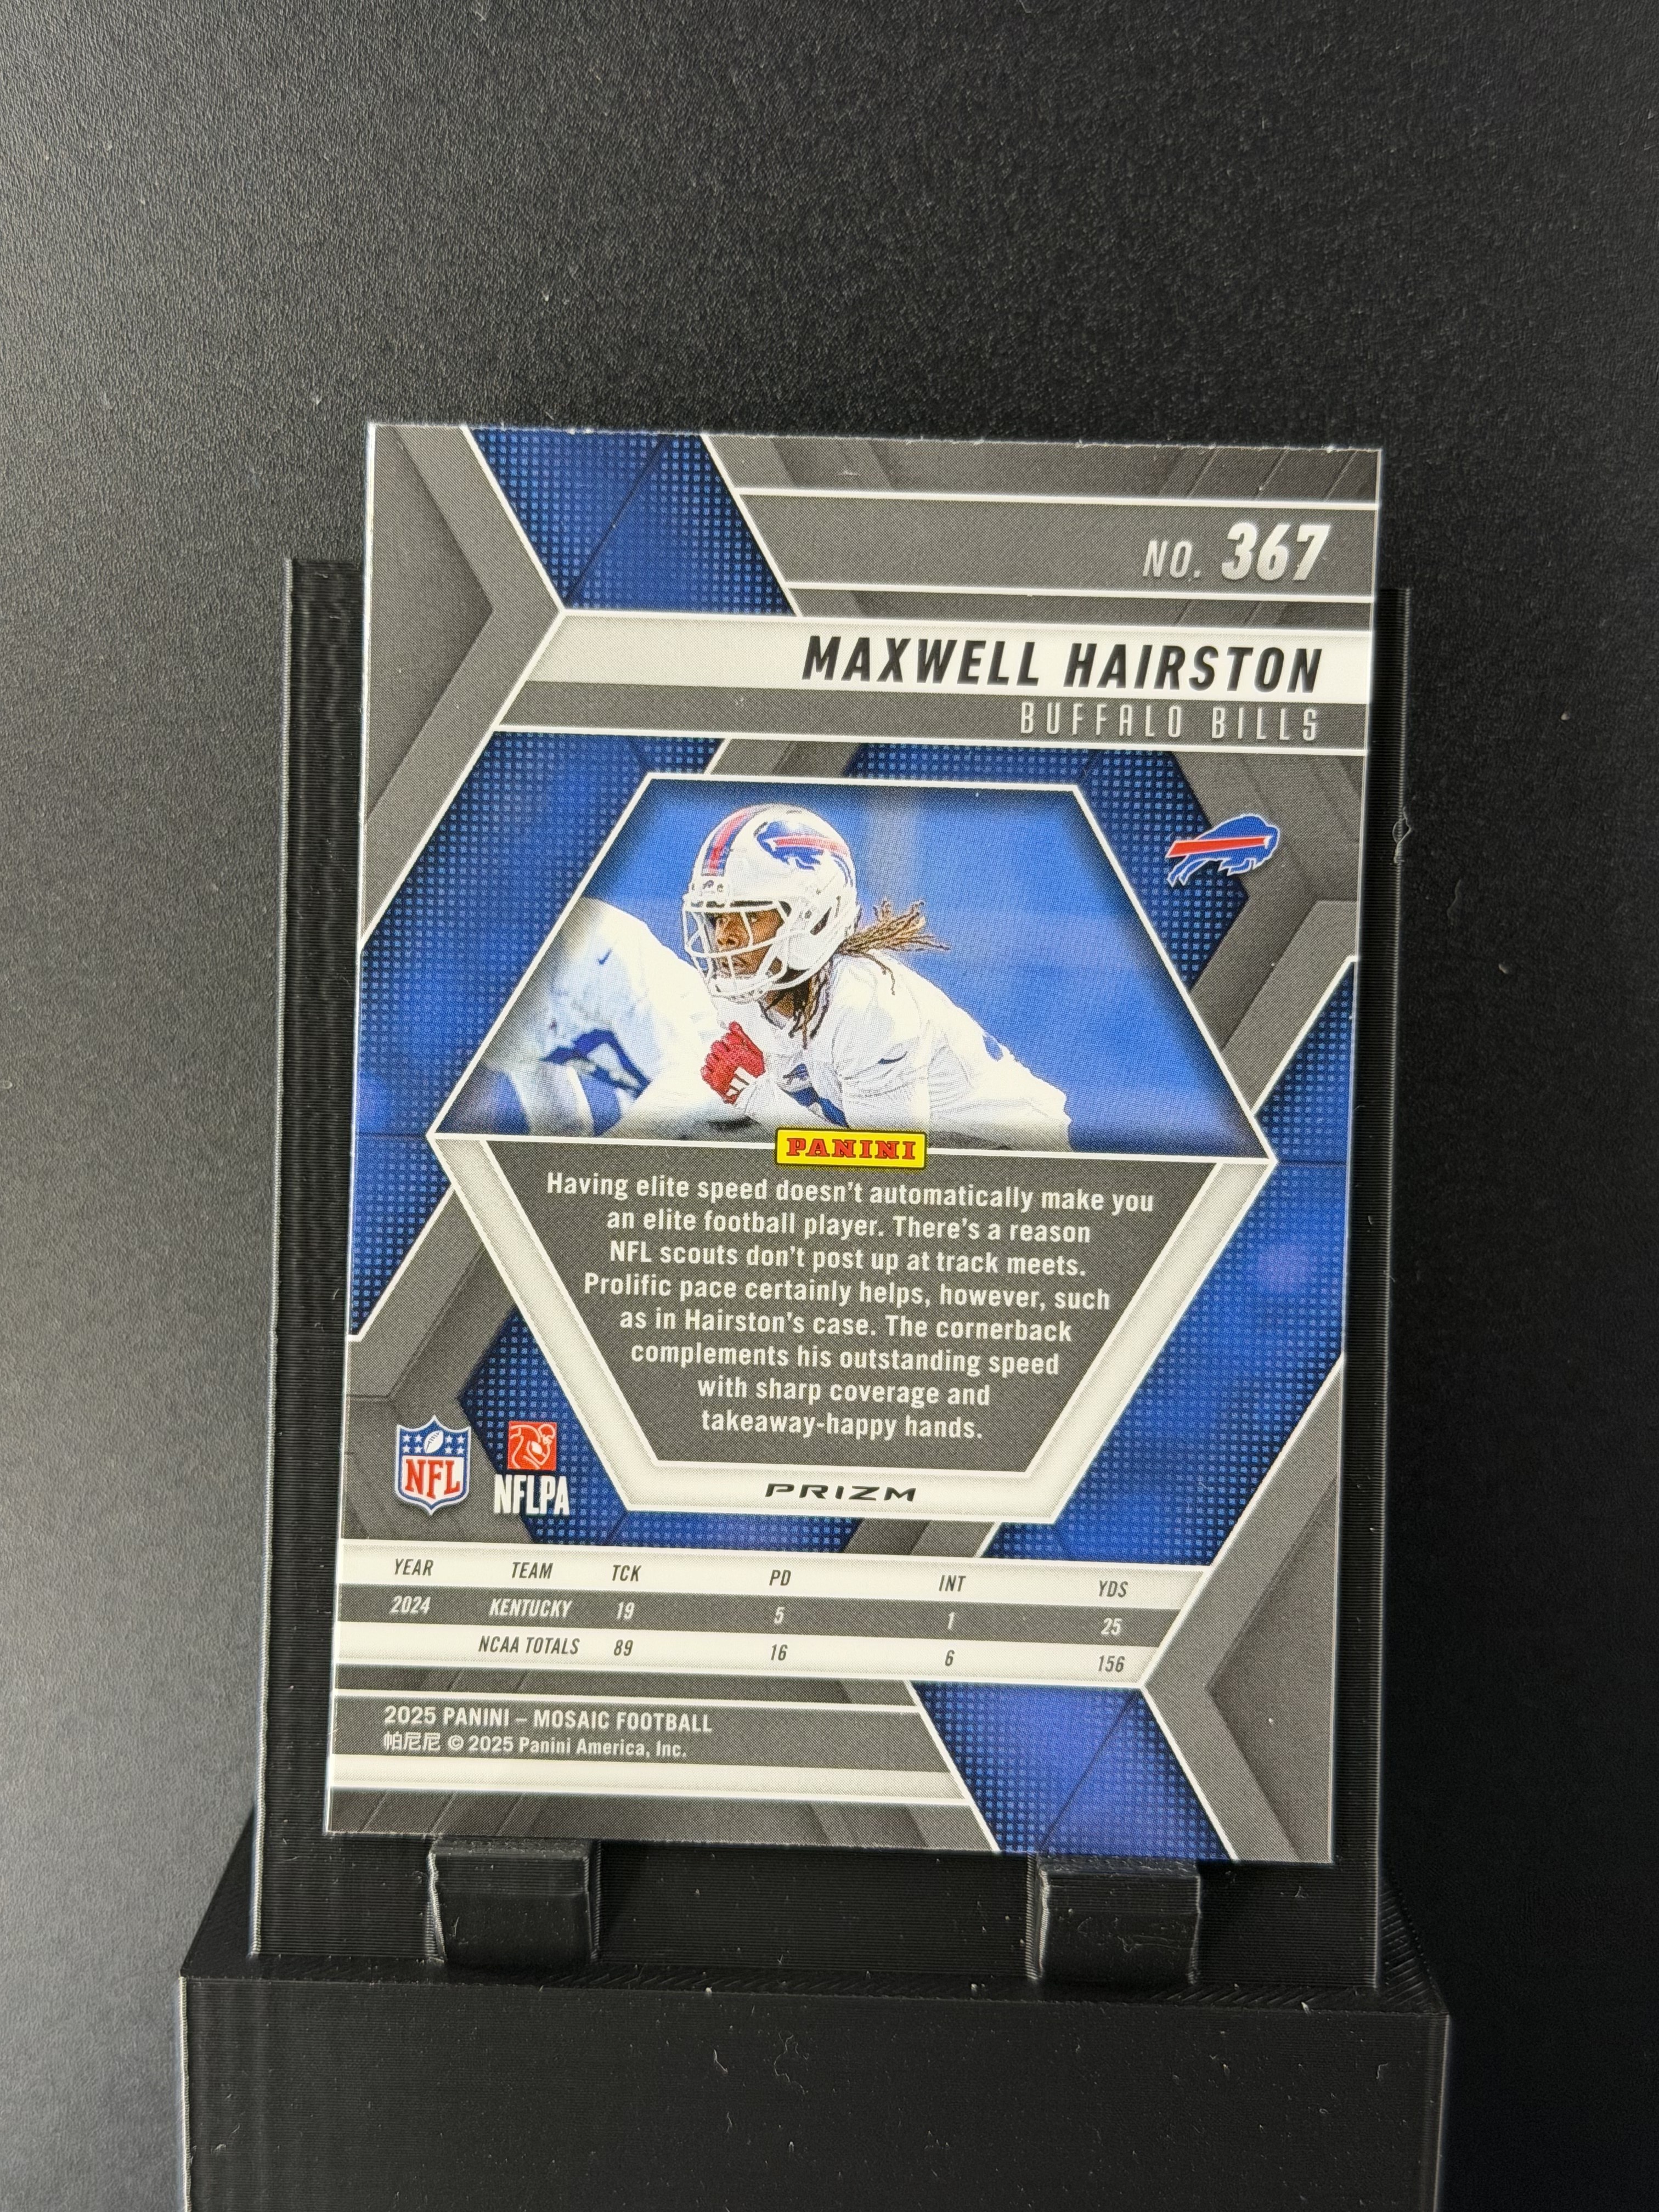 NO. 367
MAXWELL HAIRSTON
BUFFALO BILLS
PANINI
Having elite speed doesn't automatically make you
an elite football player. There's a reason
NFL scouts don't post up at track meets.
Prolific pace certainly helps, however, such
as in Hairston's case. The cornerback
complements his outstanding speed
with sharp coverage and
takeaway-happy hands.
NFL
NFLPA
PRIZM
YEAR TEAM TCK PD INT YDS
2024 KENTUCKY 19 5 1 25
NCAA TOTALS 89 16 6 156
2025 PANINI – MOSAIC FOOTBALL
帕尼尼 © 2025 Panini America, Inc.